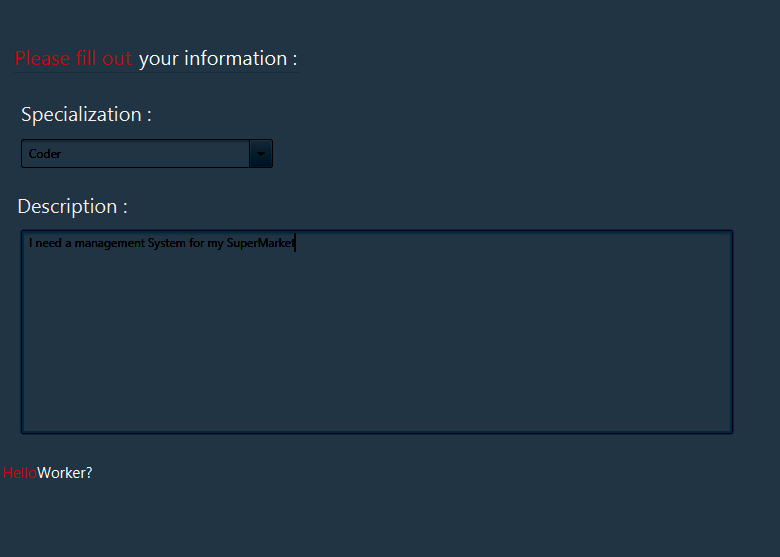 Please fill out your information :
Specialization :
Coder
Description :
I need a management System for my SuperMarket
HelloWorker?